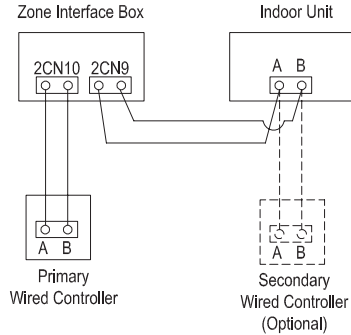 Zone Interface Box
Indoor Unit
2CN10 2CN9
A B
A B
Primary
Wired Controller
A B
Secondary
Wired Controller
(Optional)